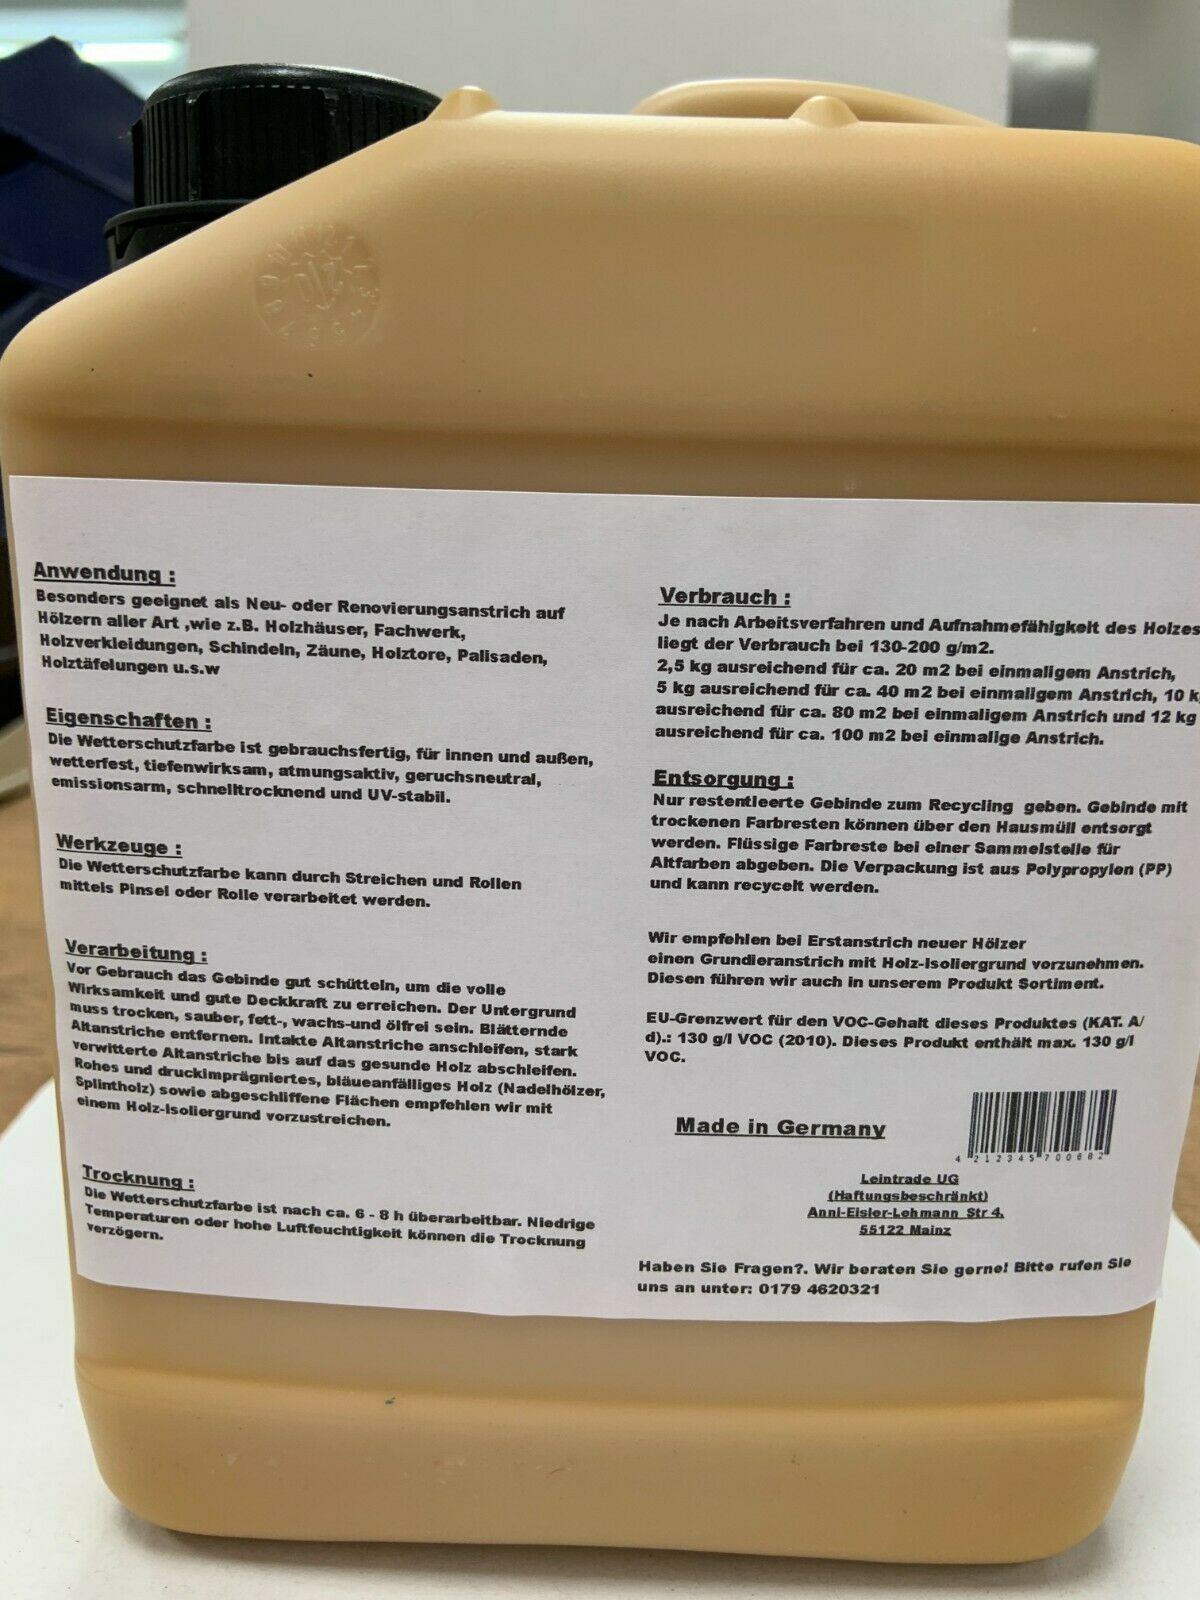 Anwendung :
Besonders geeignet als Neu- oder Renovierungsanstrich auf
Hölzern aller Art ,wie z.B. Holzhäuser, Fachwerk,
Holzverkleidungen, Schindeln, Zäune, Holztore, Palisaden,
Holztäfelungen u.s.w
Eigenschaften :
Die Wetterschutzfarbe ist gebrauchsfertig, für innen und außen,
wetterfest, tiefenwirksam, atmungsaktiv, geruchsneutral,
emissionsarm, schnelltrocknend und UV-stabil.
Werkzeuge :
Die Wetterschutzfarbe kann durch Streichen und Rollen
mittels Pinsel oder Rolle verarbeitet werden.
Verarbeitung :
Vor Gebrauch das Gebinde gut schütteln, um die volle
Wirksamkeit und gute Deckkraft zu erreichen. Der Untergrund
muss trocken, sauber, fett-, wachs-und ölfrei sein. Blätternde
Altanstriche entfernen. Intakte Altanstriche anschleifen, stark
verwitterte Altanstriche bis auf das gesunde Holz abschleifen.
Rohes und druckimprägniertes, bläueanfälliges Holz (Nadelhölzer,
Splintholz) sowie abgeschliffene Flächen empfehlen wir mit
einem Holz-Isoliergrund vorzustreichen.
Trocknung :
Die Wetterschutzfarbe ist nach ca. 6 - 8 h überarbeitbar. Niedrige
Temperaturen oder hohe Luftfeuchtigkeit können die Trocknung
verzögern.
Verbrauch :
Je nach Arbeitsverfahren und Aufnahmefähigkeit des Holzes
liegt der Verbrauch bei 130-200 g/m2.
2,5 kg ausreichend für ca. 20 m2 bei einmaligem Anstrich,
5 kg ausreichend für ca. 40 m2 bei einmaligem Anstrich, 10 k
ausreichend für ca. 80 m2 bei einmaligem Anstrich und 12 kg
ausreichend für ca. 100 m2 bei einmalige Anstrich.
Entsorgung :
Nur restentleerte Gebinde zum Recycling geben. Gebinde mit
trockenen Farbresten können über den Hausmüll entsorgt
werden. Flüssige Farbreste bei einer Sammelstelle für
Altfarben abgeben. Die Verpackung ist aus Polypropylen (PP)
und kann recycelt werden.
Wir empfehlen bei Erstanstrich neuer Hölzer
einen Grundieranstrich mit Holz-Isoliergrund vorzunehmen.
Diesen führen wir auch in unserem Produkt Sortiment.
EU-Grenzwert für den VOC-Gehalt dieses Produktes (KAT. A/
d).: 130 g/l VOC (2010). Dieses Produkt enthält max. 130 g/l
VOC.
Made in Germany
4 212345 700682
Leintrade UG
(Haftungsbeschränkt)
Anni-Eisler-Lehmann Str 4,
55122 Mainz
Haben Sie Fragen?. Wir beraten Sie gerne! Bitte rufen Sie
uns an unter: 0179 4620321